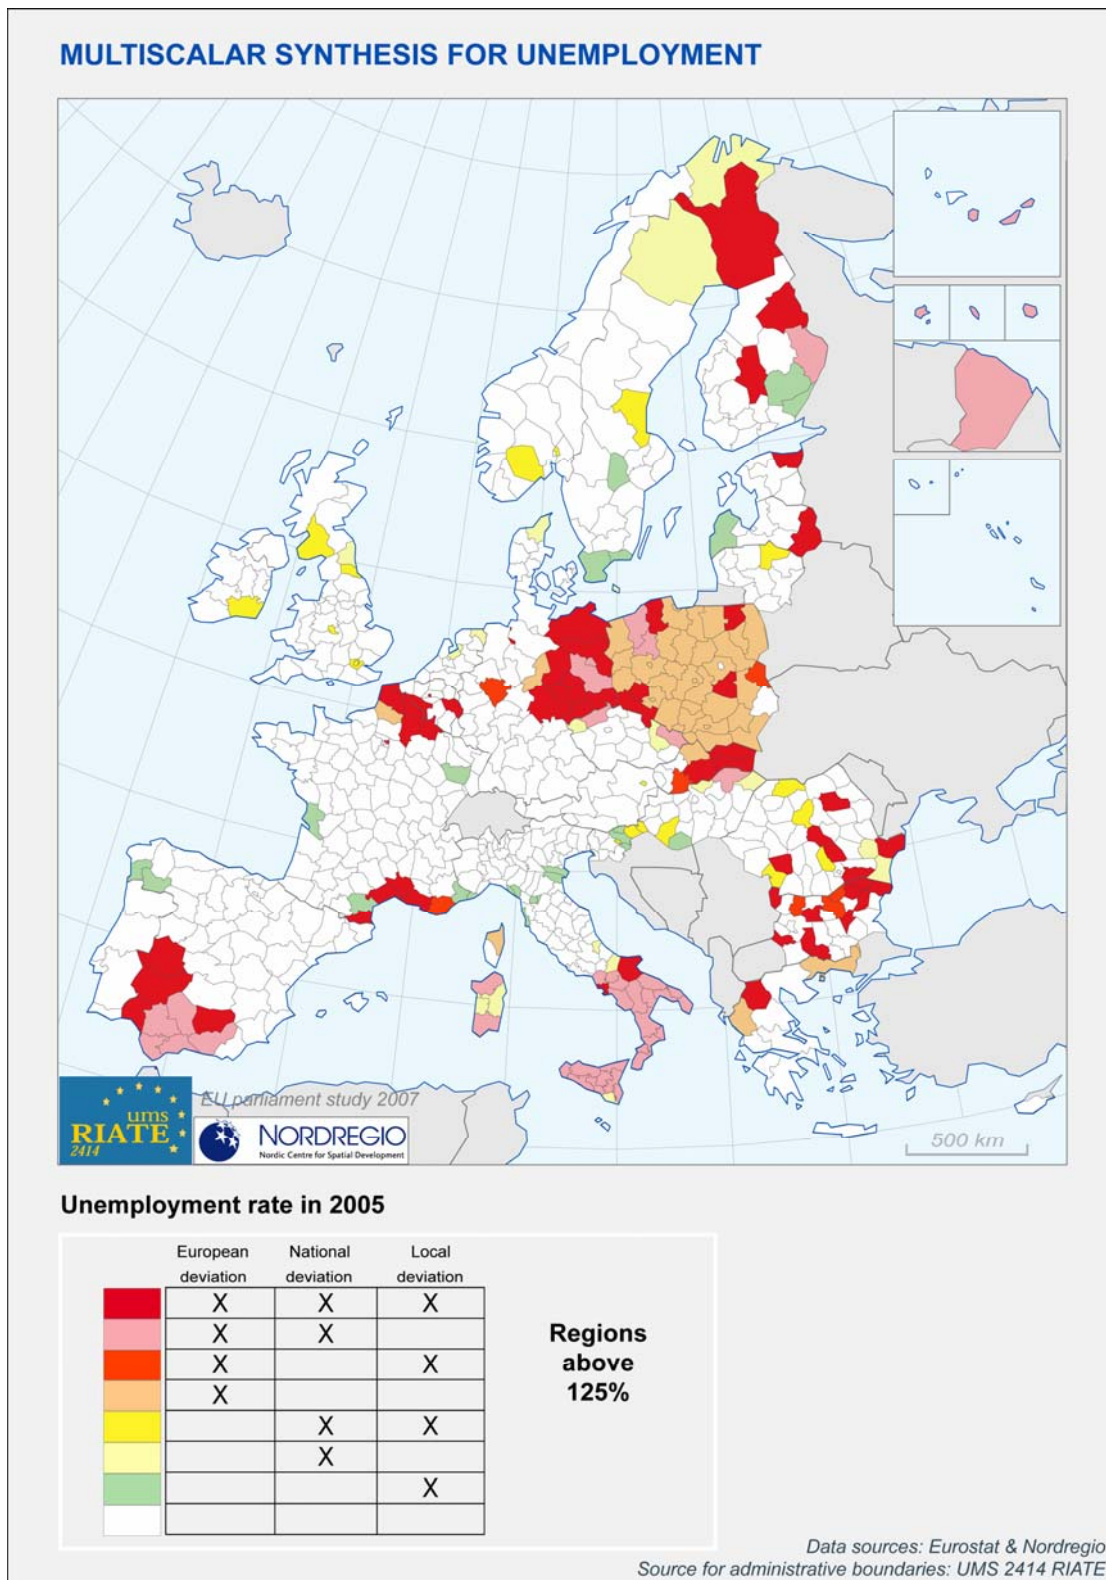 MULTISCALAR SYNTHESIS FOR UNEMPLOYMENT
EU parliament study 2007
ums
RIATE
2414
NORDREGIO
Nordic Centre for Spatial Development
500 km
Unemployment rate in 2005
European deviation
National deviation
Local deviation
X X X
X X
X X
X
X X
X
X
Regions
above
125%
Data sources: Eurostat & Nordregio
Source for administrative boundaries: UMS 2414 RIATE